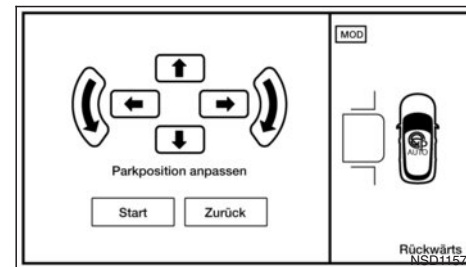 MOD
AUTO
Parkposition anpassen
Start Zurück
Rückwärts
NSD1157